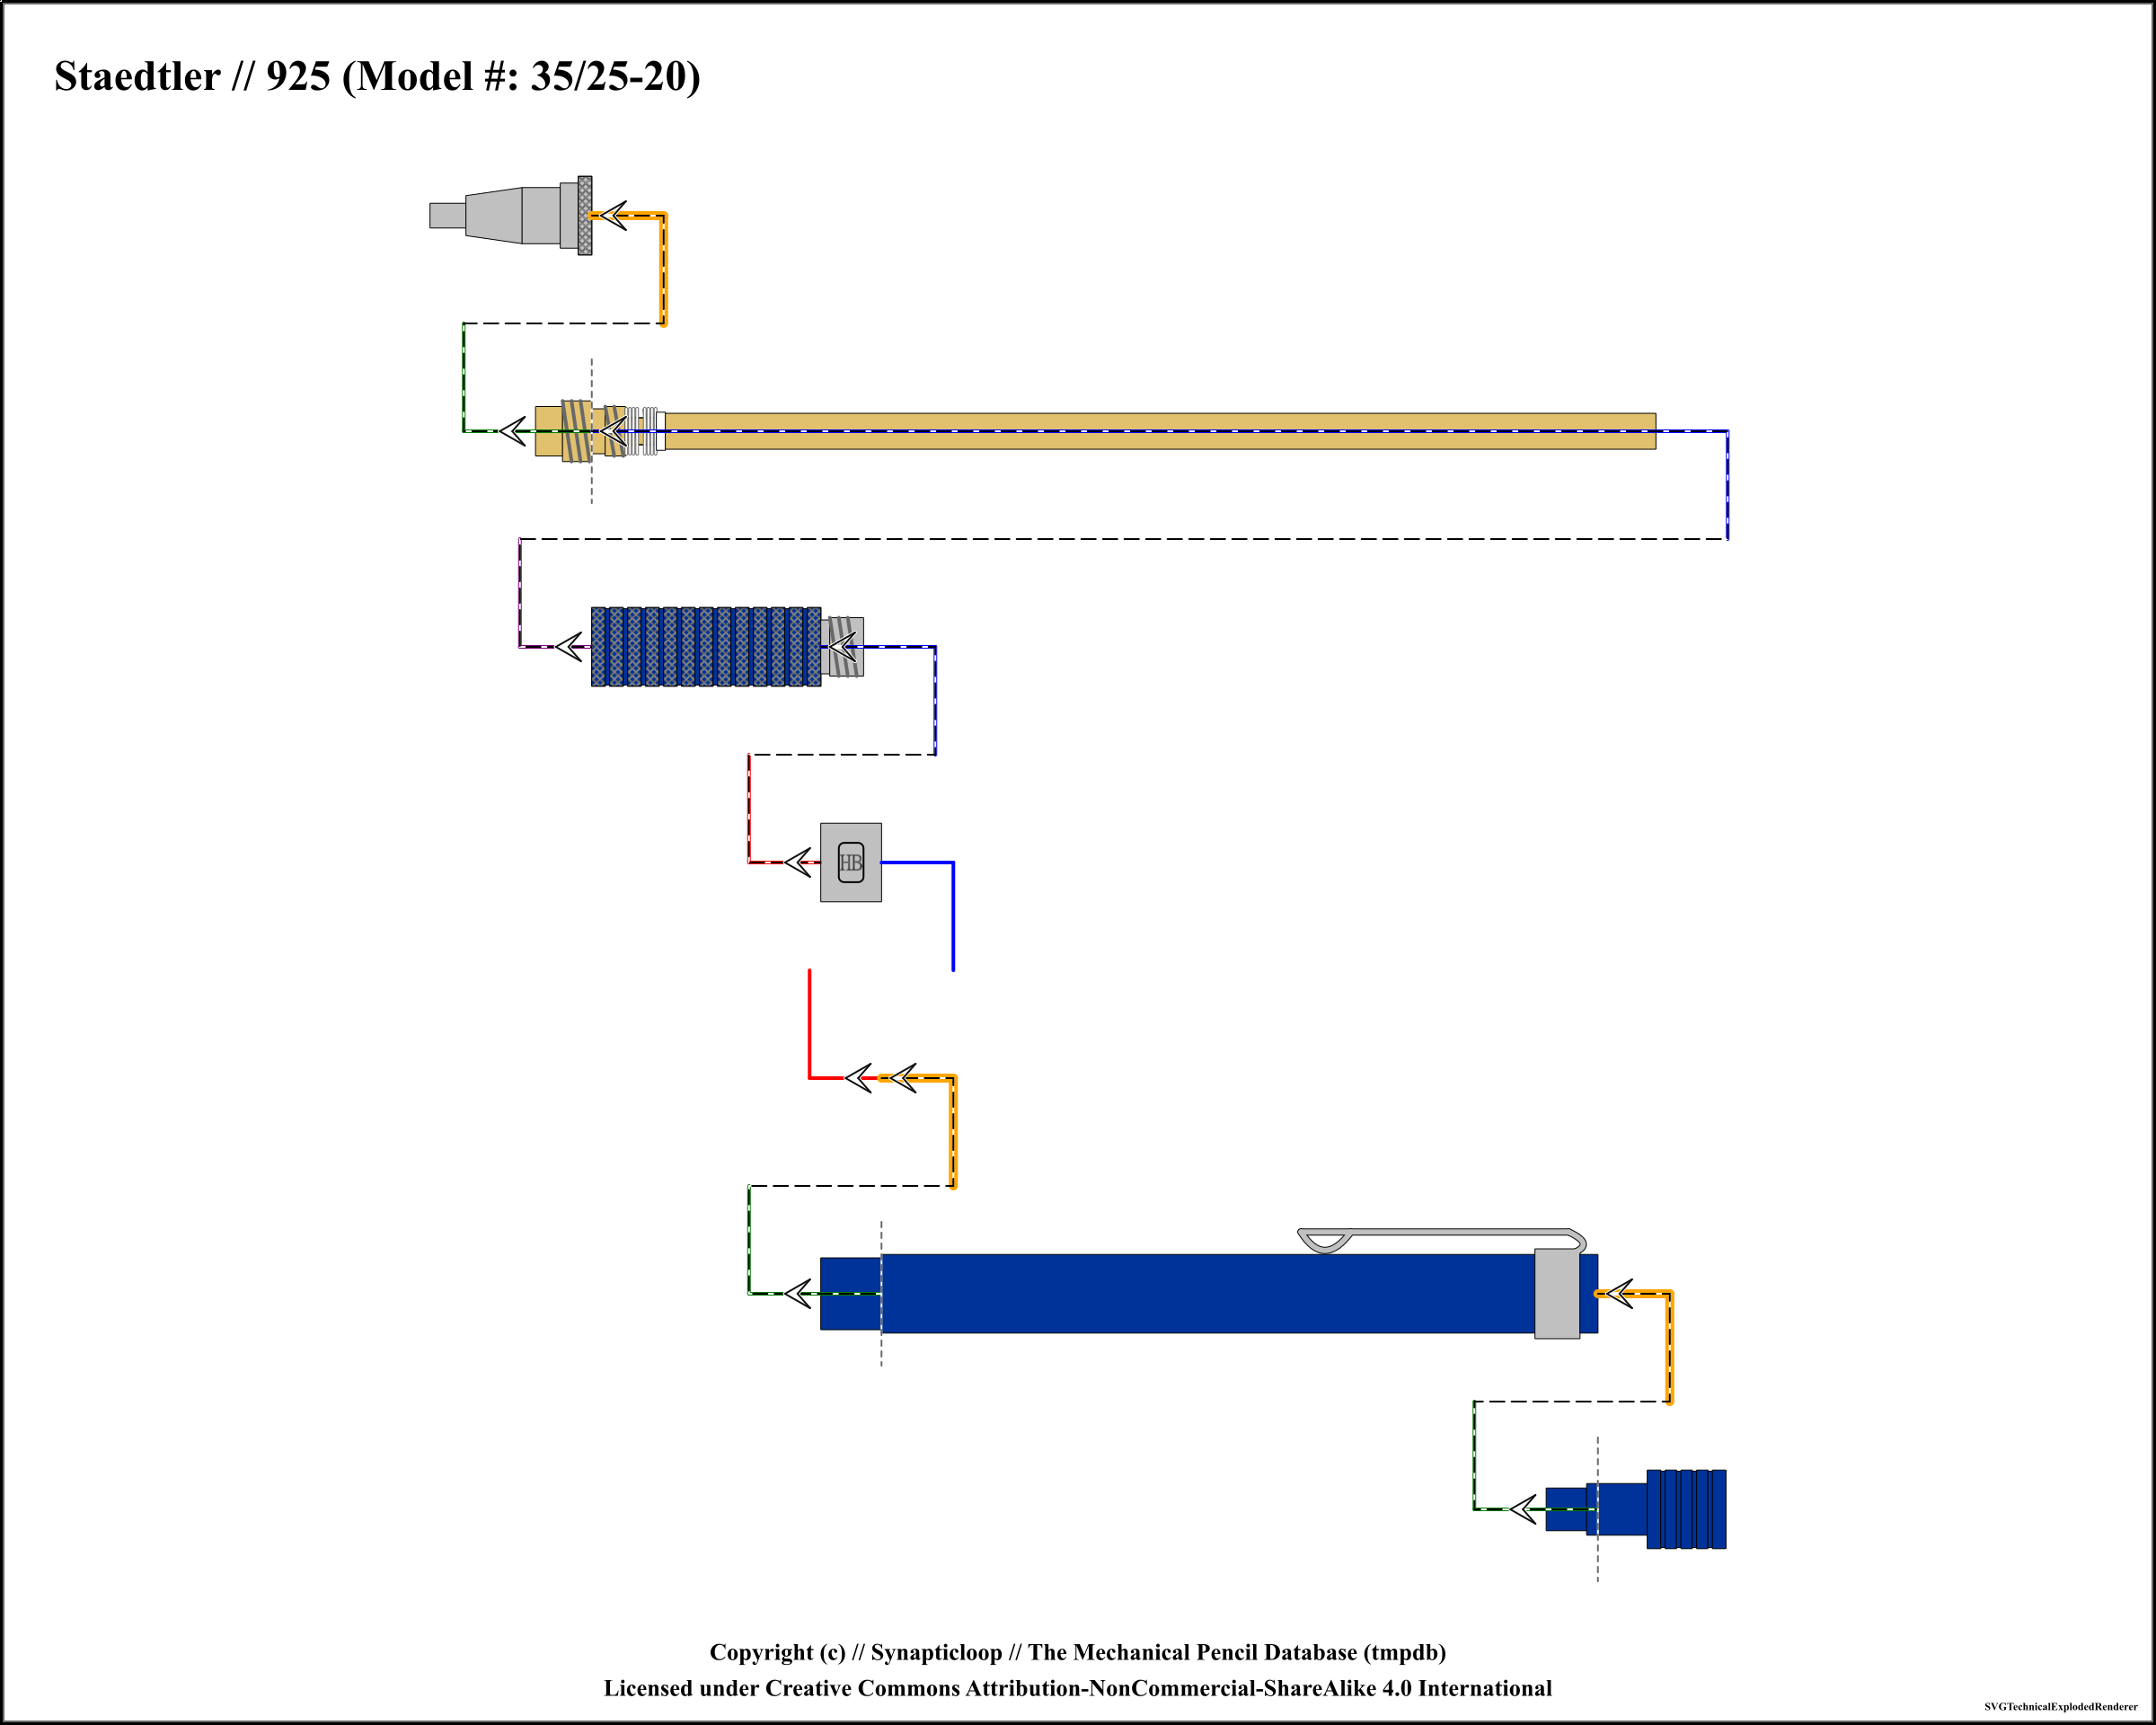 Staedtler // 925 (Model #: 35/25-20)
HB
Copyright (c) // Synapticloop // The Mechanical Pencil Database (tmpdb)
Licensed under Creative Commons Attribution-NonCommercial-ShareAlike 4.0 International
SVGTechnicalExplodedRenderer